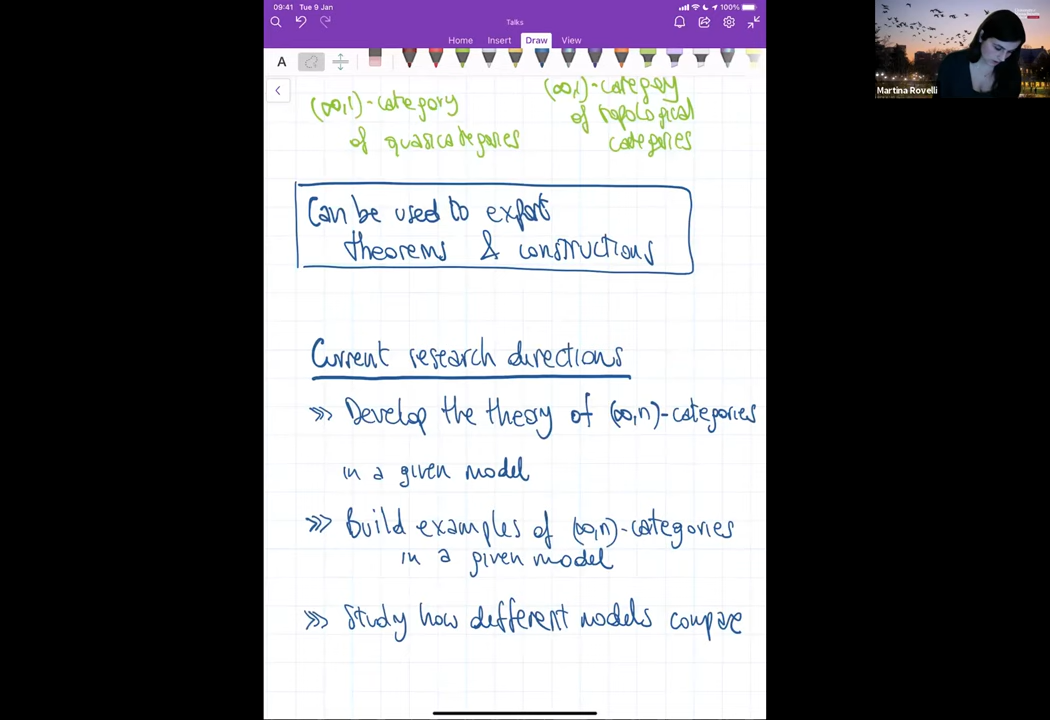 09:41 Tue 9 Jan
100%
Talks
Home Insert Draw View
A
Martina Rovelli
(∞,1)-category
of quasicategories
(∞,1)-category
of topological
categories
Can be used to export
theorems & constructions
Current research directions
>>> Develop the theory of (∞,n)-categories
in a given model
>>> Build examples of (∞,n)-categories
in a given model
>>> Study how different models compare